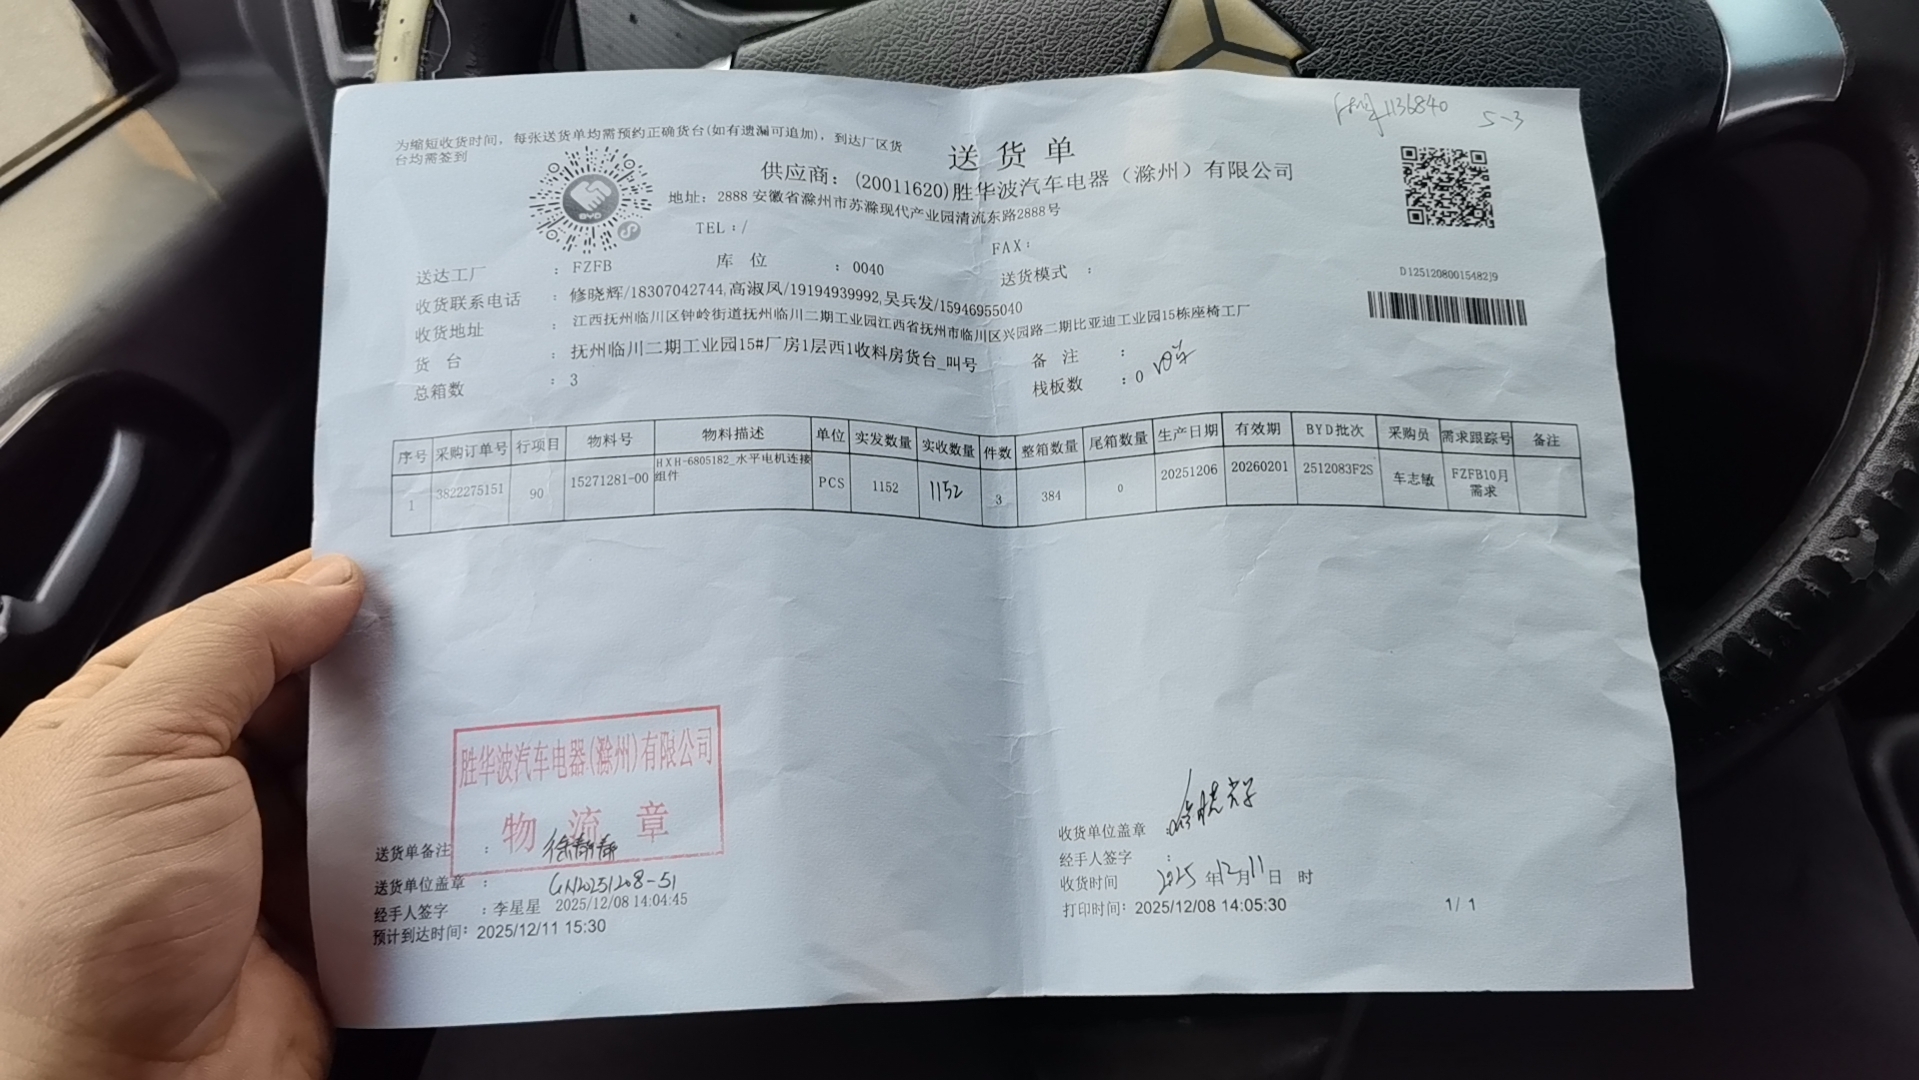 为缩短收货时间，每张送货单均需预约正确货台(如有遗漏可追加)，到达厂区货
台均需签到
1136840
5-3
送货单
供应商：(20011620)胜华波汽车电器（滁州）有限公司
地址：2888 安徽省滁州市苏滁现代产业园清流东路2888号
TEL：/
FAX：
BYD
D12512080015482J9
送达工厂：FZFB 库位：0040 送货模式：
收货联系电话：修晓辉/18307042744,高淑凤/19194939992,吴兵发/15946955040
收货地址：江西抚州临川区钟岭街道抚州临川二期工业园江西省抚州市临川区兴园路二期比亚迪工业园15栋座椅工厂
货台：抚州临川二期工业园15#厂房1层西1收料房货台_叫号 备注：
总箱数：3 栈板数：0
序号 采购订单号 行项目 物料号 物料描述 单位 实发数量 实收数量 件数 整箱数量 尾箱数量 生产日期 有效期 BYD批次 采购员 需求跟踪号 备注
1 3822275151 90 15271281-00 HXH-6805182_水平电机连接组件 PCS 1152 1152 3 384 0 20251206 20260201 2512083F2S 车志敏 FZFB10月需求
胜华波汽车电器(滁州)有限公司
物流章
送货单备注：徐静静
送货单位盖章：GN20251208-51
经手人签字：李星星 2025/12/08 14:04:45
预计到达时间：2025/12/11 15:30
收货单位盖章：
经手人签字：
收货时间 2025年12月11日 时
打印时间：2025/12/08 14:05:30
1/1